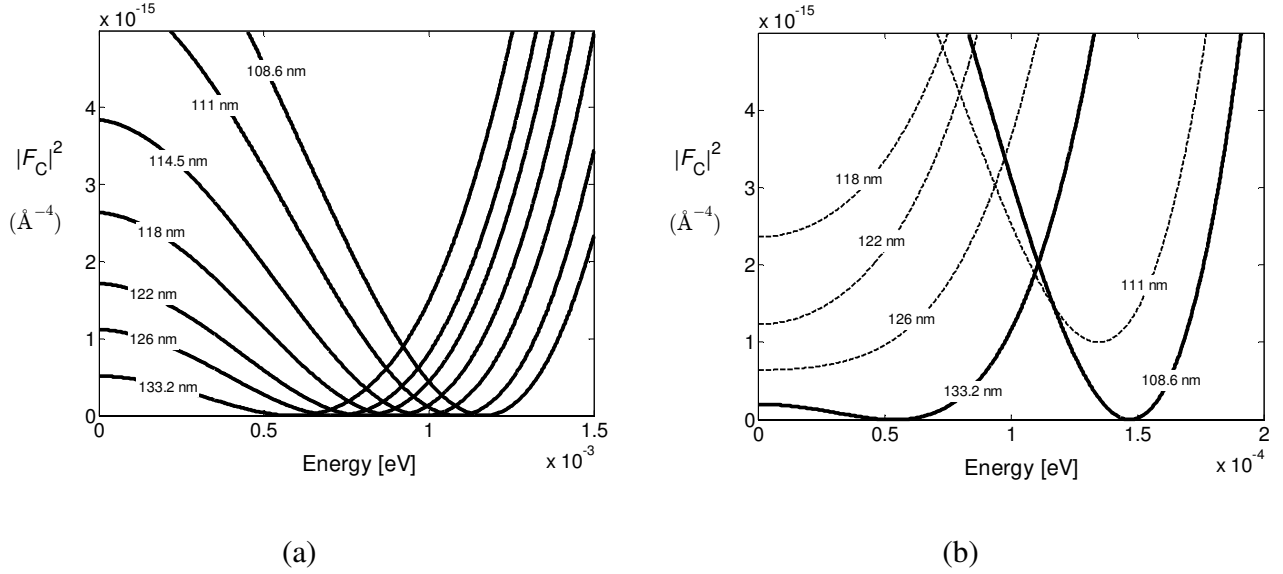 x 10-15
4
3
2
1
0
|FC|2
(Å−4)
108.6 nm
111 nm
114.5 nm
118 nm
122 nm
126 nm
133.2 nm
0
0.5
1
1.5
Energy [eV]
x 10-3
(a)
x 10-15
4
3
2
1
0
|FC|2
(Å−4)
118 nm
122 nm
126 nm
111 nm
133.2 nm
108.6 nm
0
0.5
1
1.5
2
Energy [eV]
x 10-4
(b)